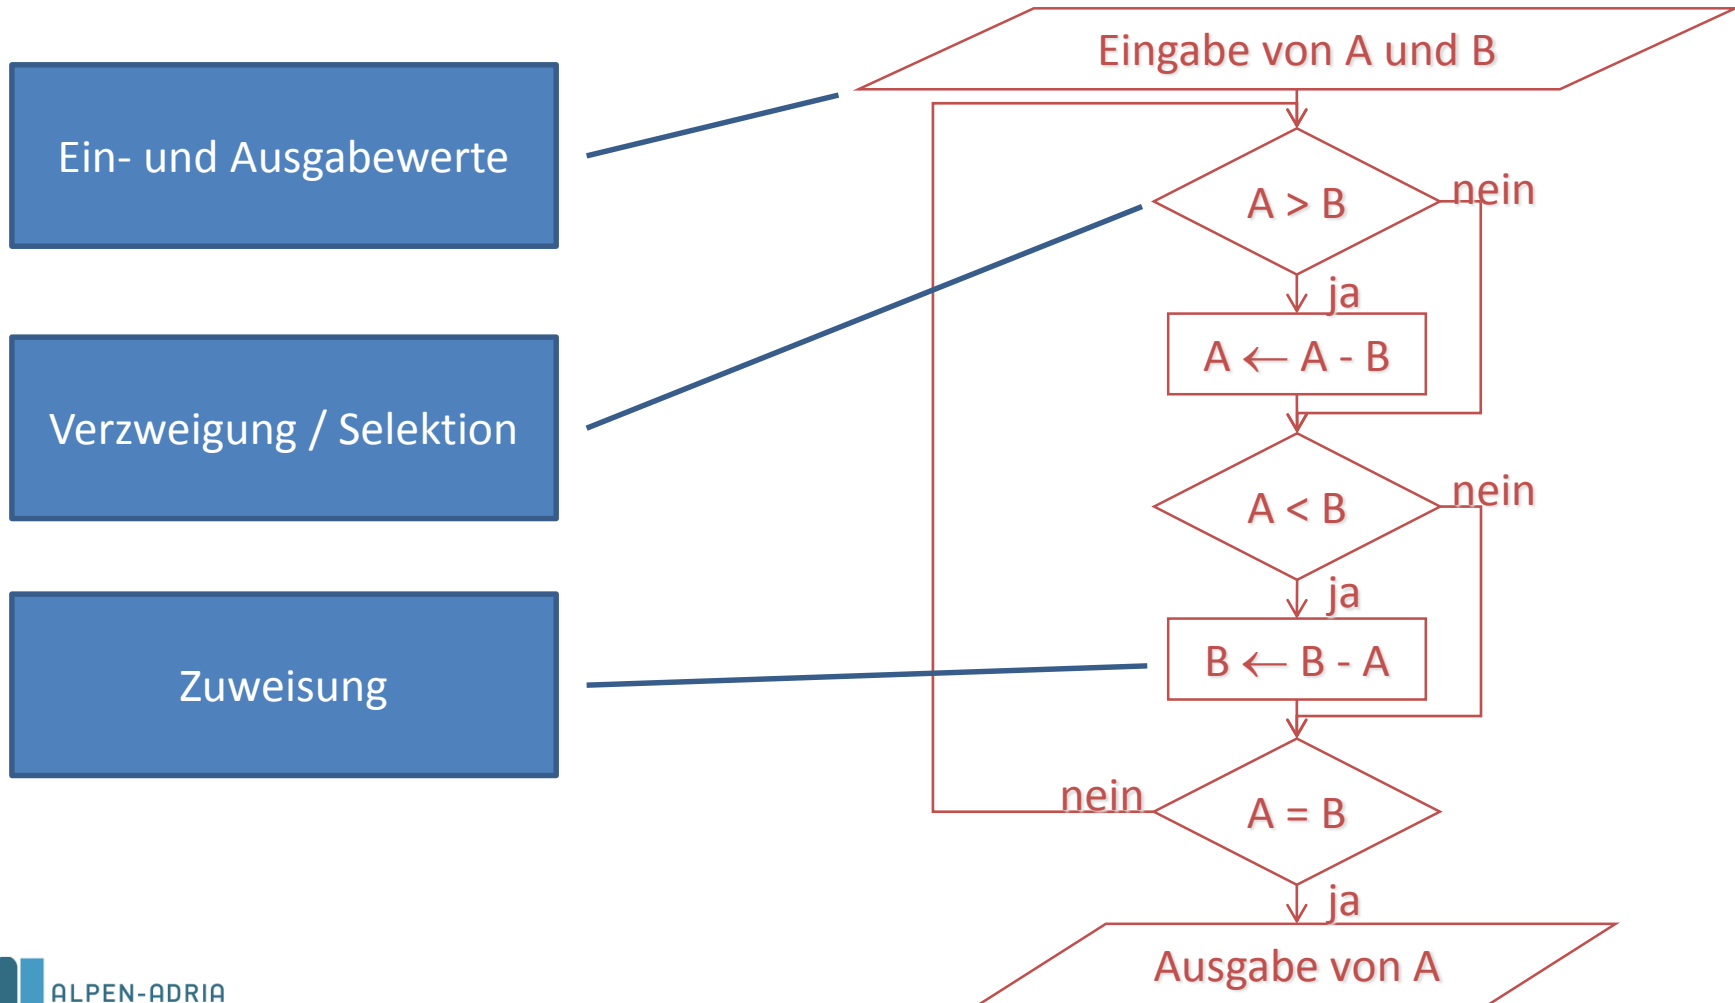 Eingabe von A und B
Ein- und Ausgabewerte
A > B
nein
ja
A ← A - B
Verzweigung / Selektion
A < B
nein
ja
B ← B - A
Zuweisung
nein
A = B
ja
Ausgabe von A
ALPEN-ADRIA